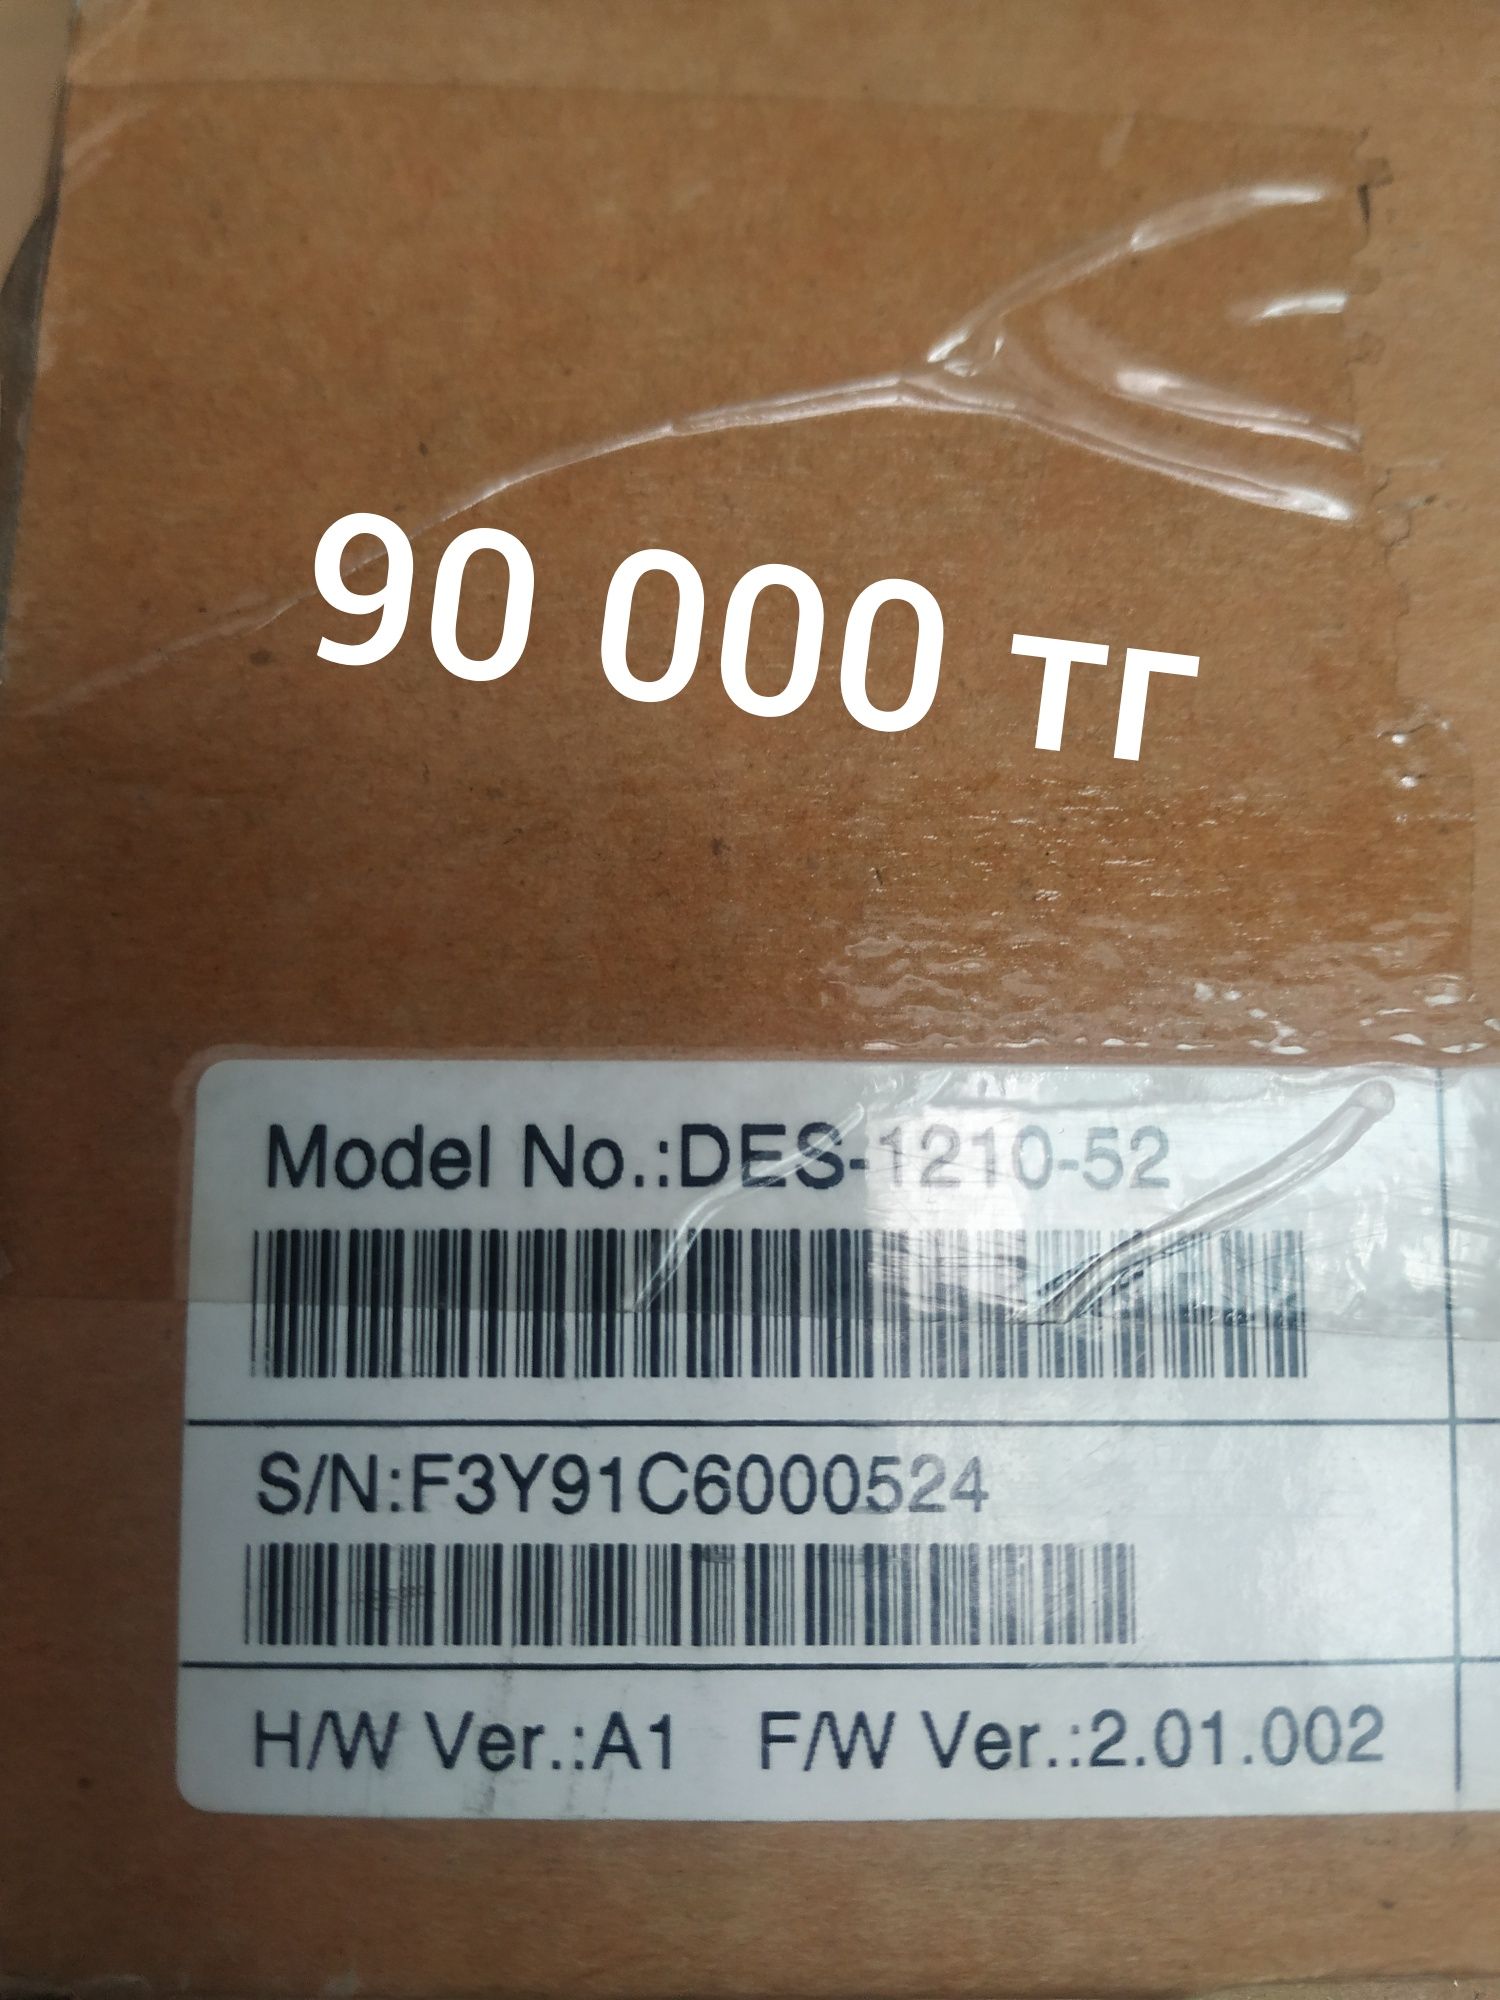 90 000 тг
Model No.:DES-1210-52
S/N:F3Y91C6000524
H/W Ver.:A1 F/W Ver.:2.01.002